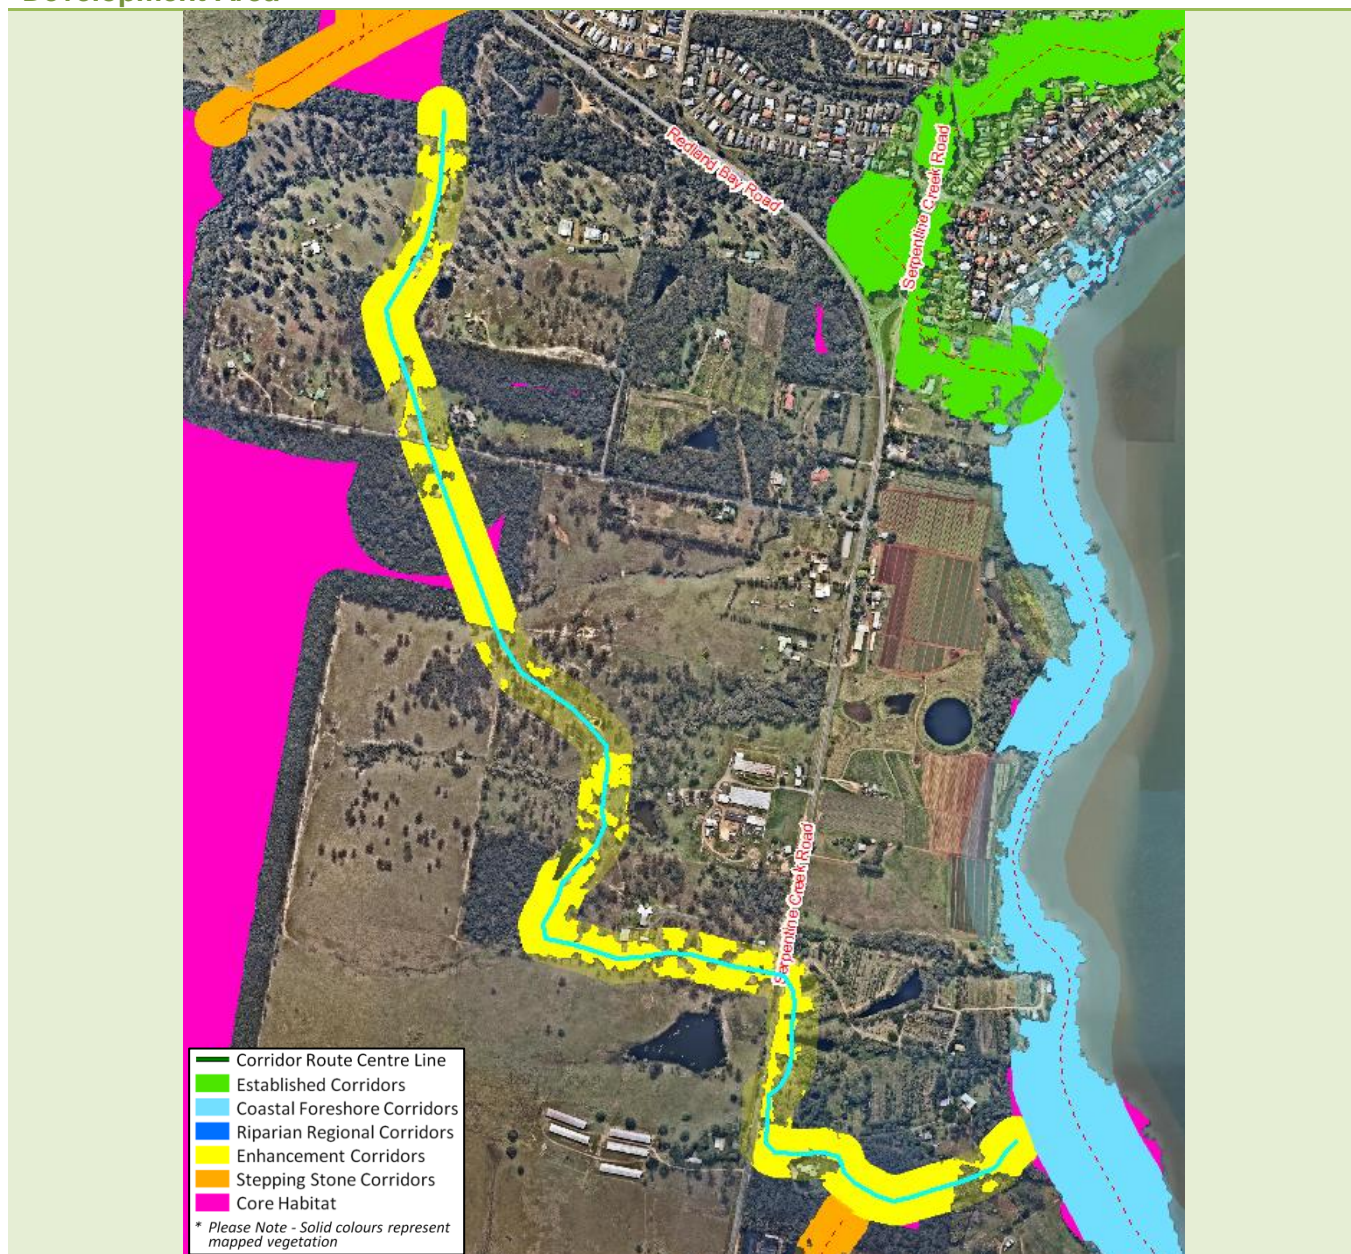 Development Area
Redland Bay Road
Serpentine Creek Road
Serpentine Creek Road
Corridor Route Centre Line
Established Corridors
Coastal Foreshore Corridors
Riparian Regional Corridors
Enhancement Corridors
Stepping Stone Corridors
Core Habitat
* Please Note - Solid colours represent
mapped vegetation